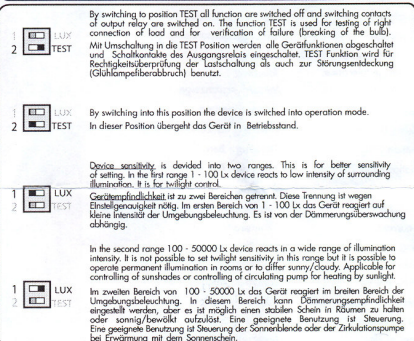 By switching to position TEST all function are switched off and switching contacts
of output relay are switched on. The function TEST is used for testing of right
connection of load and for verification of failure (breaking of the bulb).
1 LUX
2 TEST
Mit Umschaltung in die TEST Position werden alle Gerätfunktionen abgeschaltet
und Schaltkontakte des Ausgangsrelais eingeschaltet. TEST Funktion wird für
Rechtigkeitsüberprüfung der Lastschaltung als auch zur Störungsentdeckung
(Glühlampefiberabbruch) benutzt.
1 LUX
2 TEST
By switching into this position the device is switched into operation mode.
In dieser Position übergeht das Gerät in Betriebsstand.
Device sensitivity is devided into two ranges. This is for better sensitivity
of setting. In the first range 1 - 100 Lx device reacts to low intensity of surrounding
illumination. It is for twilight control.
1 LUX
2 TEST
Gerätempfindlichkeit ist zu zwei Bereichen getrennt. Diese Trennung ist wegen
Einstellgenauigkeit nötig. Im ersten Bereich von 1 - 100 Lx das Gerät reagiert auf
kleine Intensität der Umgebungsbeleuchtung. Es ist von der Dämmerungsüberswachung
abhängig.
In the second range 100 - 50000 Lx device reacts in a wide range of illumination
intensity. It is not possible to set twilight sensitivity in this range but it is possible to
operate permanent illumination in rooms or to differ sunny/cloudy. Applicable for
controlling of sunshades or controlling of circulating pump for heating by sunlight.
1 LUX
2 TEST
Im zweiten Bereich von 100 - 50000 Lx das Gerät reagiert im breiten Bereich der
Umgebungsbeleuchtung. In diesem Bereich kann Dömmerungsempfindlichkeit
eingestellt werden, aber es ist möglich einen stabilen Schein in Räumen zu halten
oder sonnig/bewölkt aufzulöst. Eine geeignete Benutzung ist Steuerung.
Eine geeignete Benutzung ist Steuerung der Sonnenblende oder der Zirkulationspumpe
bei Erwärmung mit dem Sonnenschein.